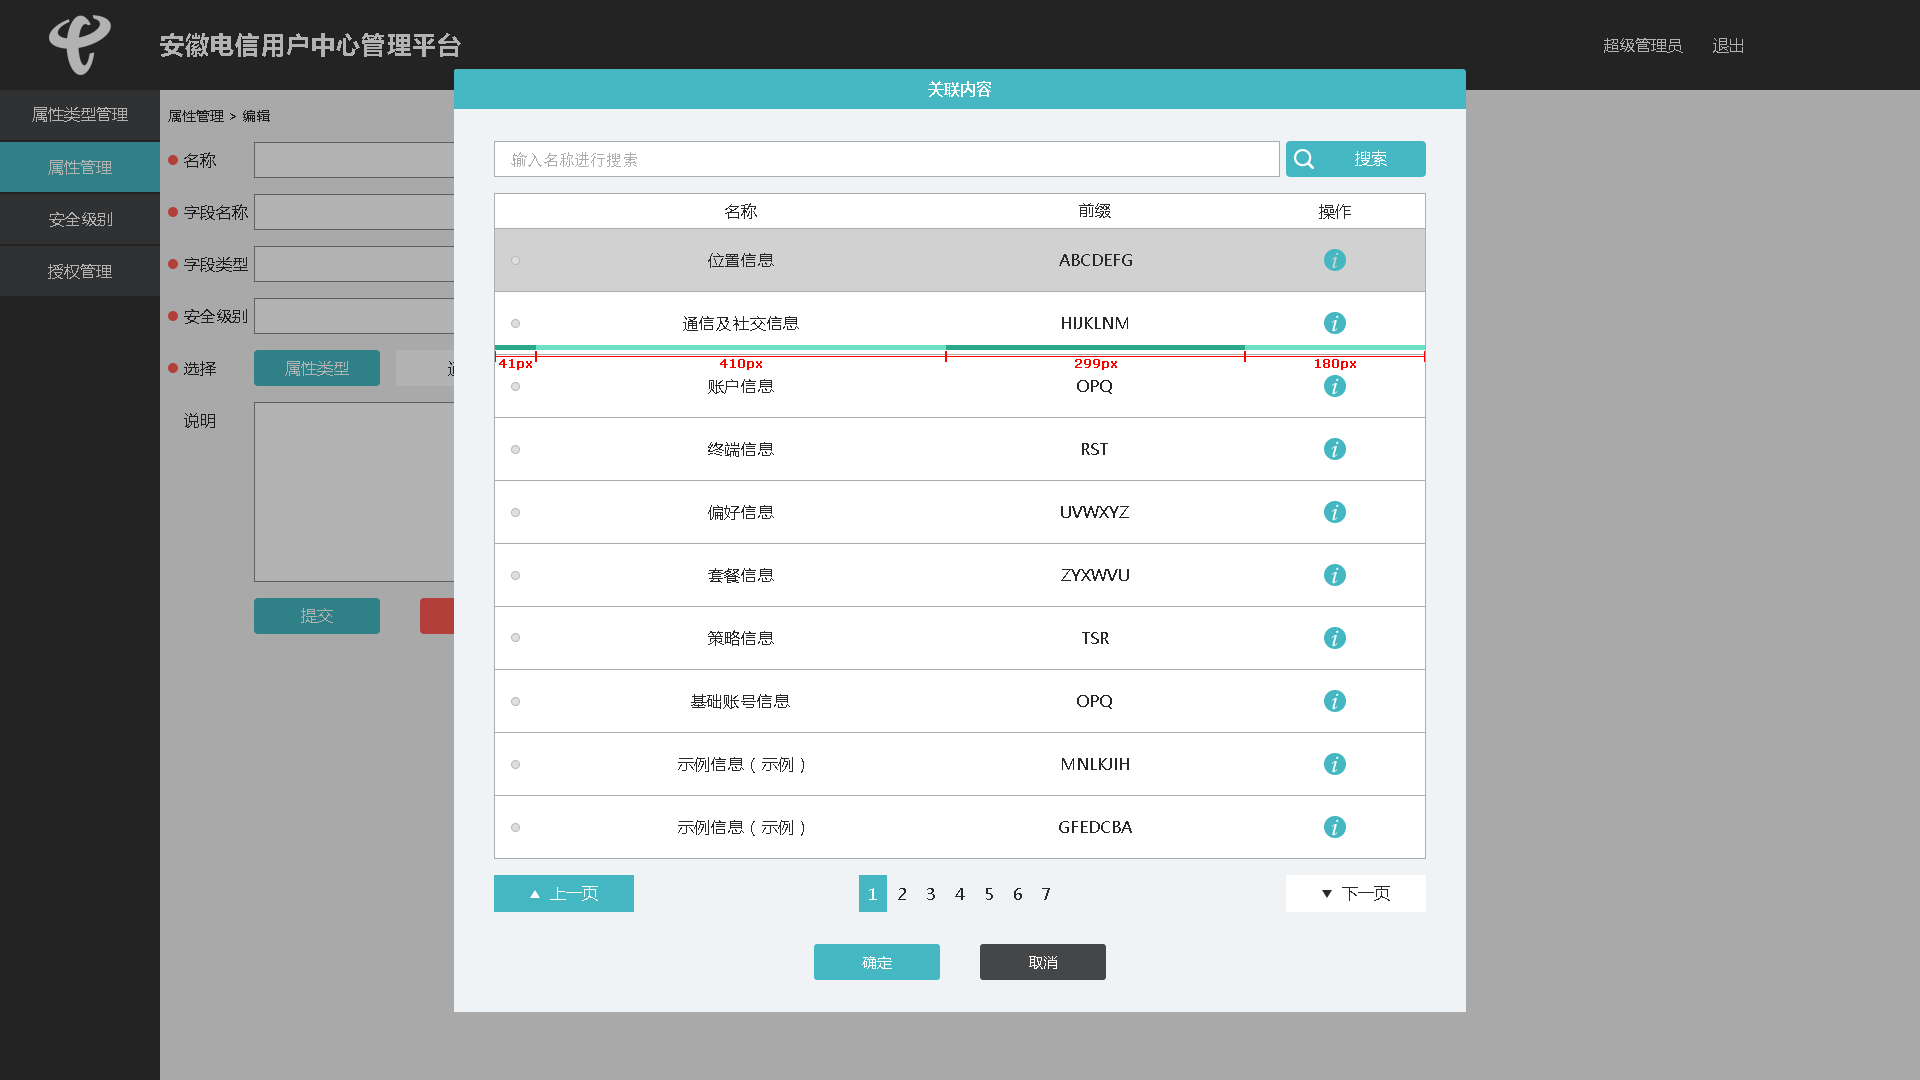 安徽电信用户中心管理平台
超级管理员 退出
属性类型管理
属性管理
安全级别
授权管理
属性管理 > 编辑
名称
字段名称
字段类型
安全级别
选择 属性类型
说明
提交
关联内容
输入名称进行搜素 搜索
名称 前缀 操作
位置信息 ABCDEFG
通信及社交信息 HIJKLNM
41px 410px 299px 180px
账户信息 OPQ
终端信息 RST
偏好信息 UVWXYZ
套餐信息 ZYXWVU
策略信息 TSR
基础账号信息 OPQ
示例信息（示例） MNLKJIH
示例信息（示例） GFEDCBA
▲ 上一页 1 2 3 4 5 6 7 ▼ 下一页
确定 取消